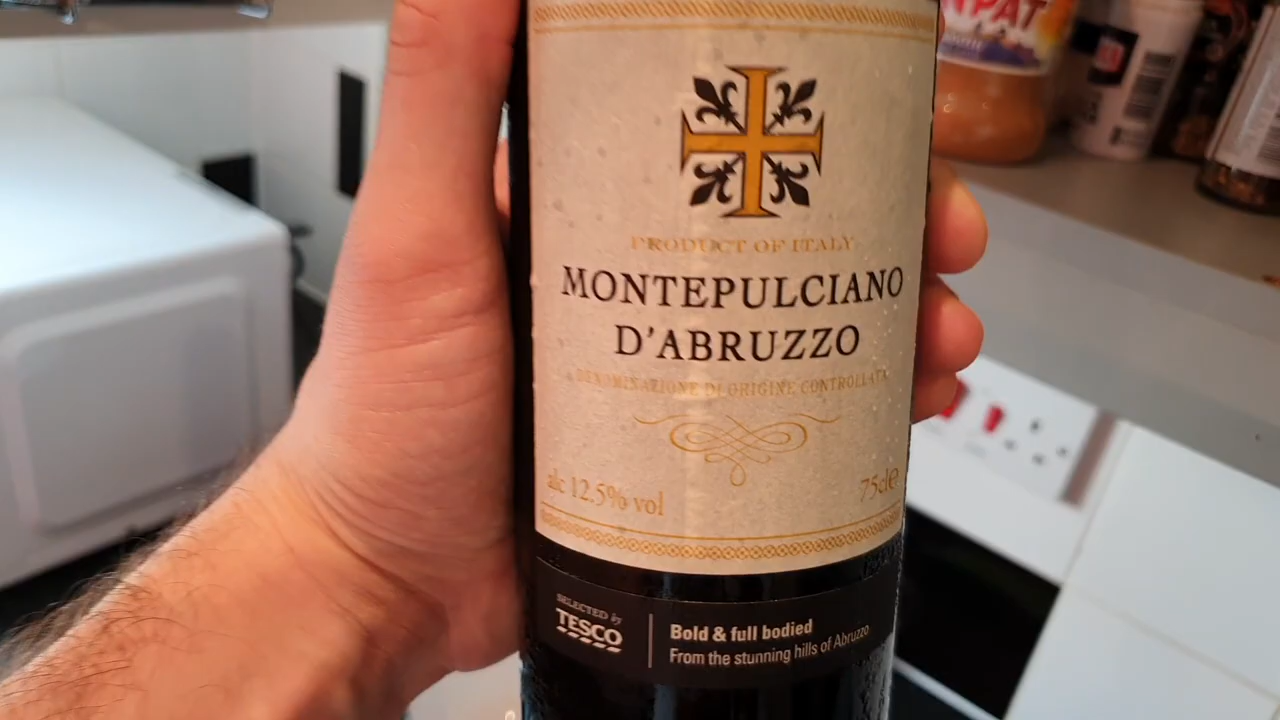 PRODUCT OF ITALY
MONTEPULCIANO
D'ABRUZZO
DENOMINAZIONE DI ORIGINE CONTROLLATA
alc 12.5% vol
75cl e
SELECTED by
TESCO
Bold & full bodied
From the stunning hills of Abruzzo